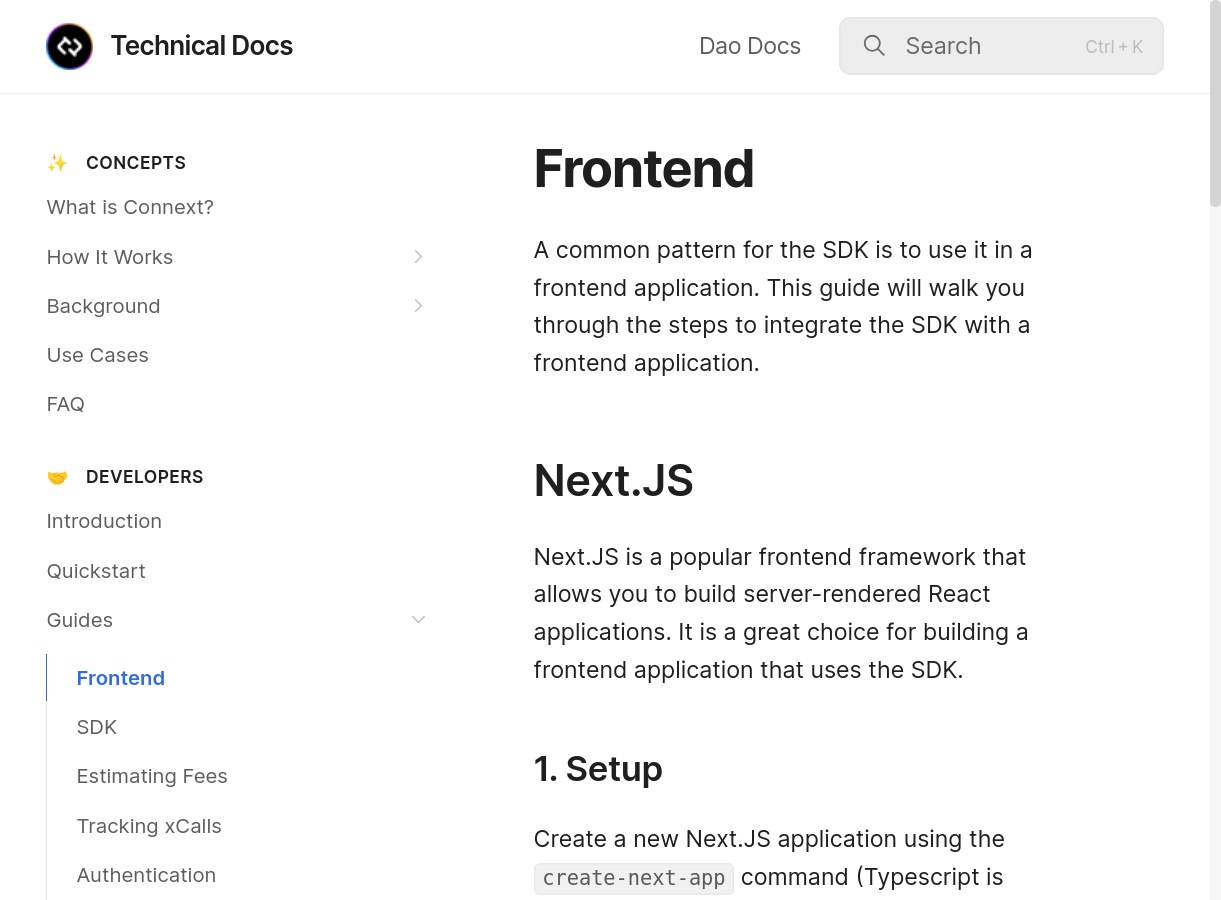 Technical Docs
Dao Docs
Search
Ctrl + K
CONCEPTS
What is Connext?
How It Works
Background
Use Cases
FAQ
DEVELOPERS
Introduction
Quickstart
Guides
Frontend
SDK
Estimating Fees
Tracking xCalls
Authentication
Frontend
A common pattern for the SDK is to use it in a
frontend application. This guide will walk you
through the steps to integrate the SDK with a
frontend application.
Next.JS
Next.JS is a popular frontend framework that
allows you to build server-rendered React
applications. It is a great choice for building a
frontend application that uses the SDK.
1. Setup
Create a new Next.JS application using the
create-next-app command (Typescript is